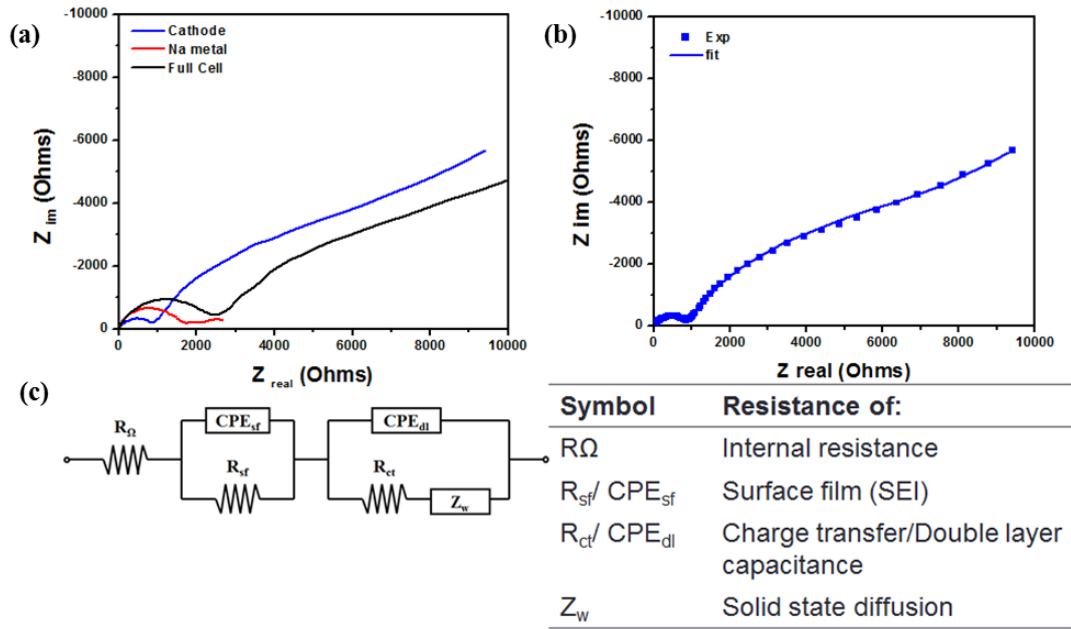 (a)
-10000
-8000
-6000
-4000
-2000
0
Z im (Ohms)
Cathode
Na metal
Full Cell
0 2000 4000 6000 8000 10000
Z real (Ohms)
(b)
-10000
-8000
-6000
-4000
-2000
0
Z im (Ohms)
Exp
fit
0 2000 4000 6000 8000 10000
Z real (Ohms)
(c)
RΩ
CPEsf
Rsf
CPEdl
Rct
Zw
Symbol Resistance of:
RΩ Internal resistance
Rsf/ CPEsf Surface film (SEI)
Rct/ CPEdl Charge transfer/Double layer
capacitance
Zw Solid state diffusion